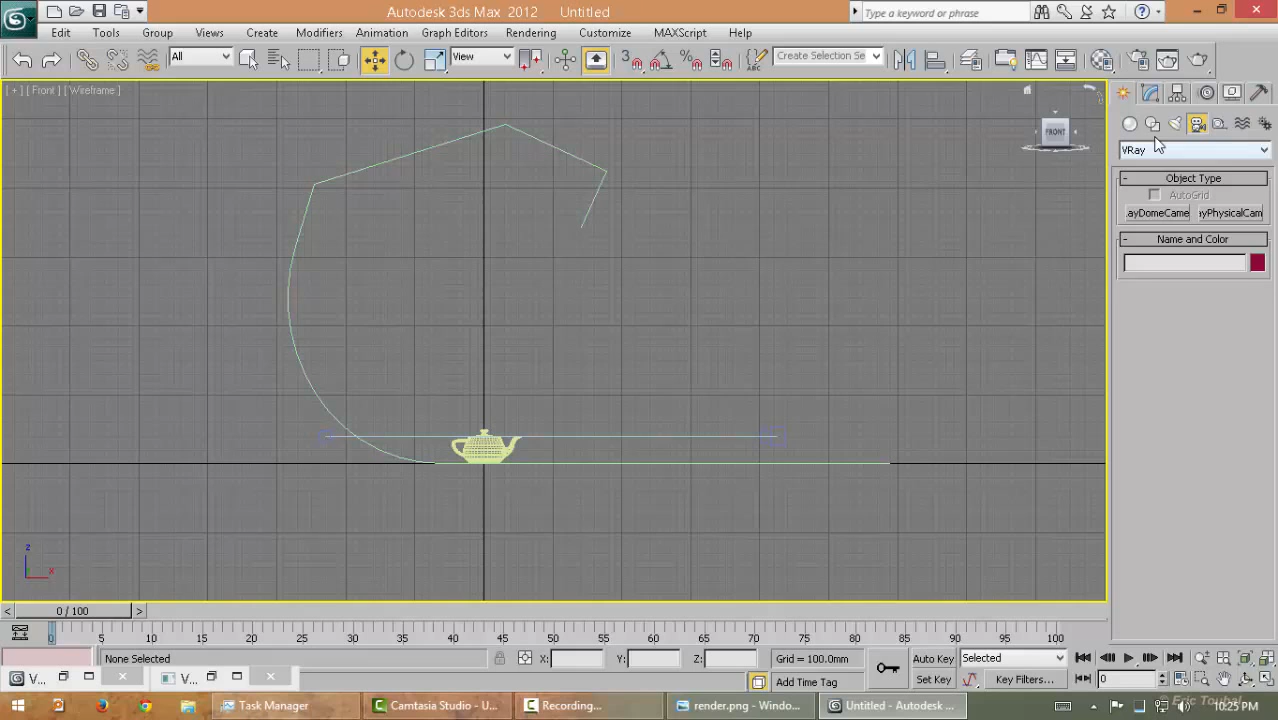 Autodesk 3ds Max 2012 Untitled
Type a keyword or phrase
Edit Tools Group Views Create Modifiers Animation Graph Editors Rendering Customize MAXScript Help
All View 3 Create Selection Se
[ + ] [ Front ] [ Wireframe ]
FRONT
VRay
- Object Type
AutoGrid
ayDomeCame ayPhysicalCam
- Name and Color
z
x
< 0 / 100 >
0 5 10 15 20 25 30 35 40 45 50 55 60 65 70 75 80 85 90 95 100
None Selected X: Y: Z: Grid = 100.0mm Auto Key Selected
V... V... Add Time Tag Set Key Key Filters... 0
© Eric Touhal
Task Manager Camtasia Studio - U... Recording... render.png - Windo... Untitled - Autodesk ... 10:25 PM